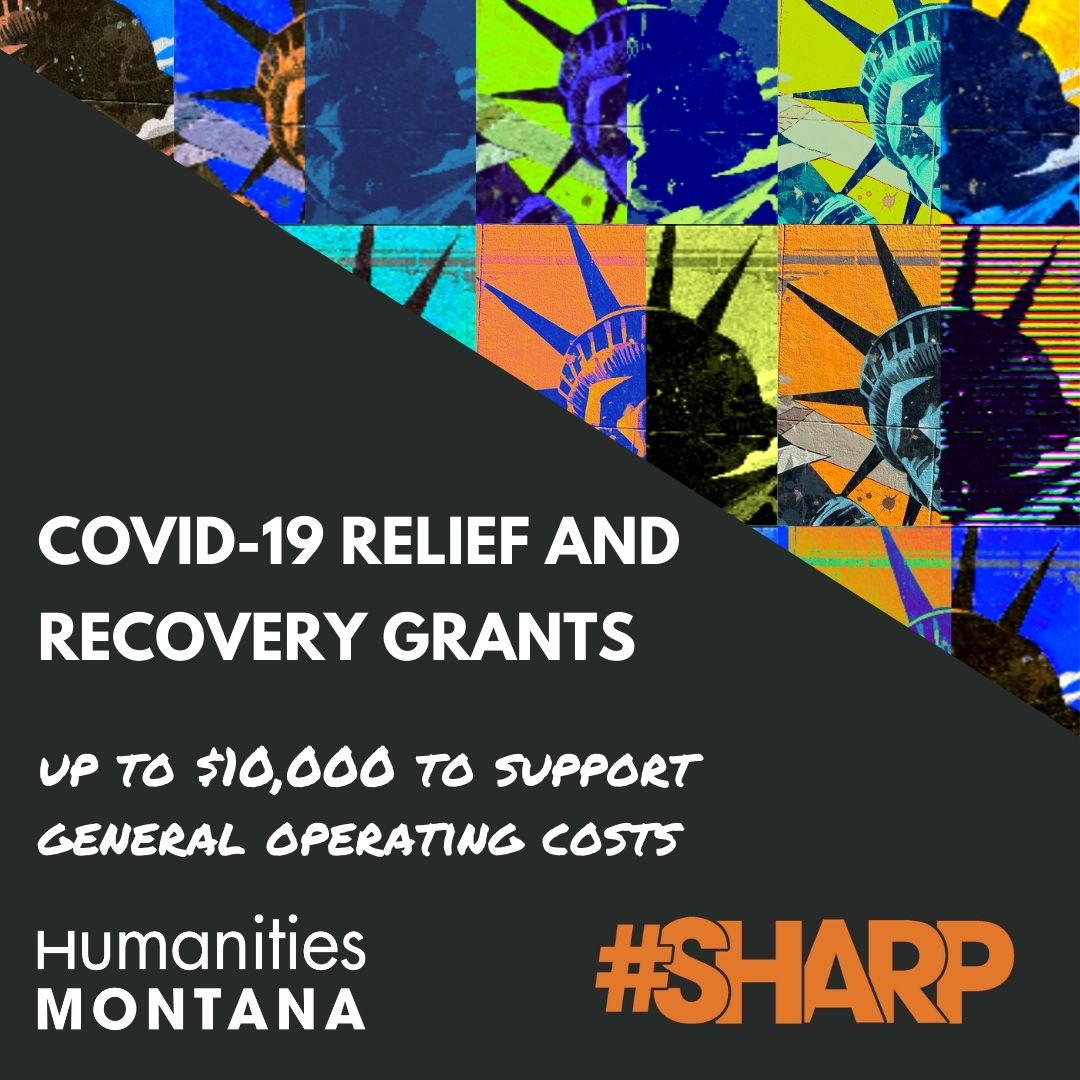 COVID-19 RELIEF AND
RECOVERY GRANTS
UP TO $10,000 TO SUPPORT
GENERAL OPERATING COSTS
Humanities
MONTANA
#SHARP